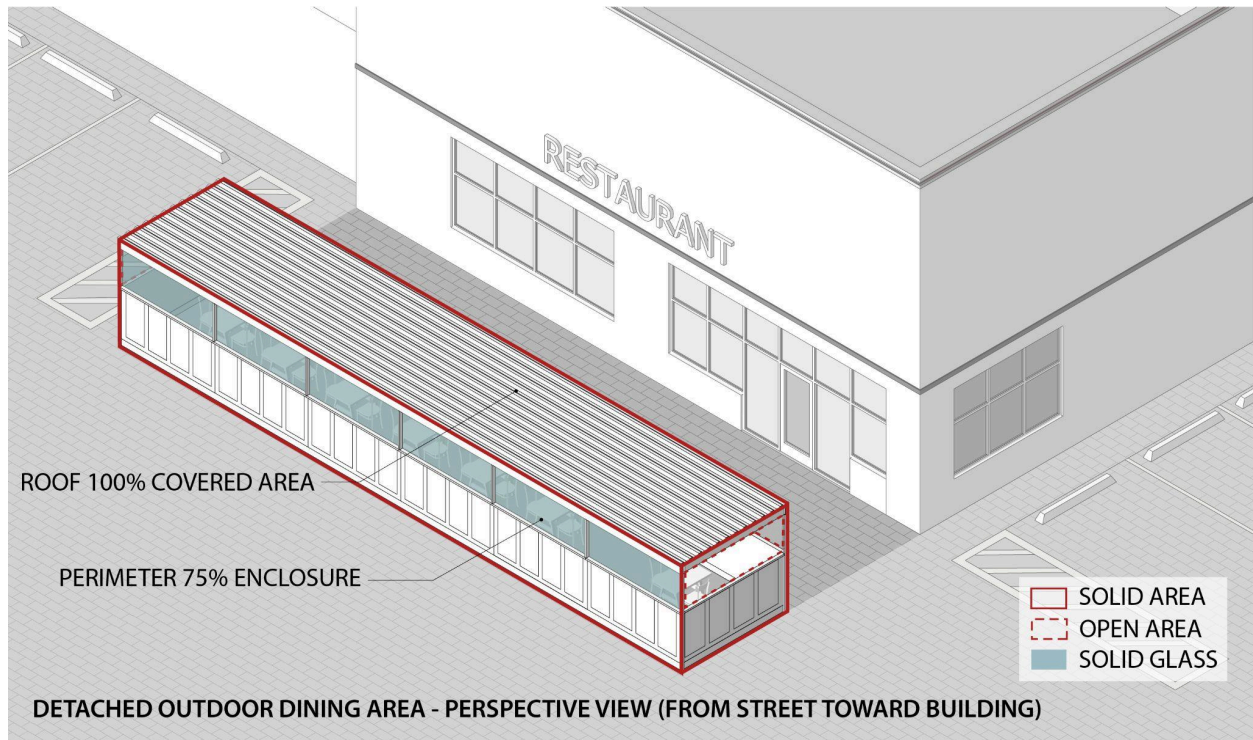 RESTAURANT
ROOF 100% COVERED AREA
PERIMETER 75% ENCLOSURE
SOLID AREA
OPEN AREA
SOLID GLASS
DETACHED OUTDOOR DINING AREA - PERSPECTIVE VIEW (FROM STREET TOWARD BUILDING)